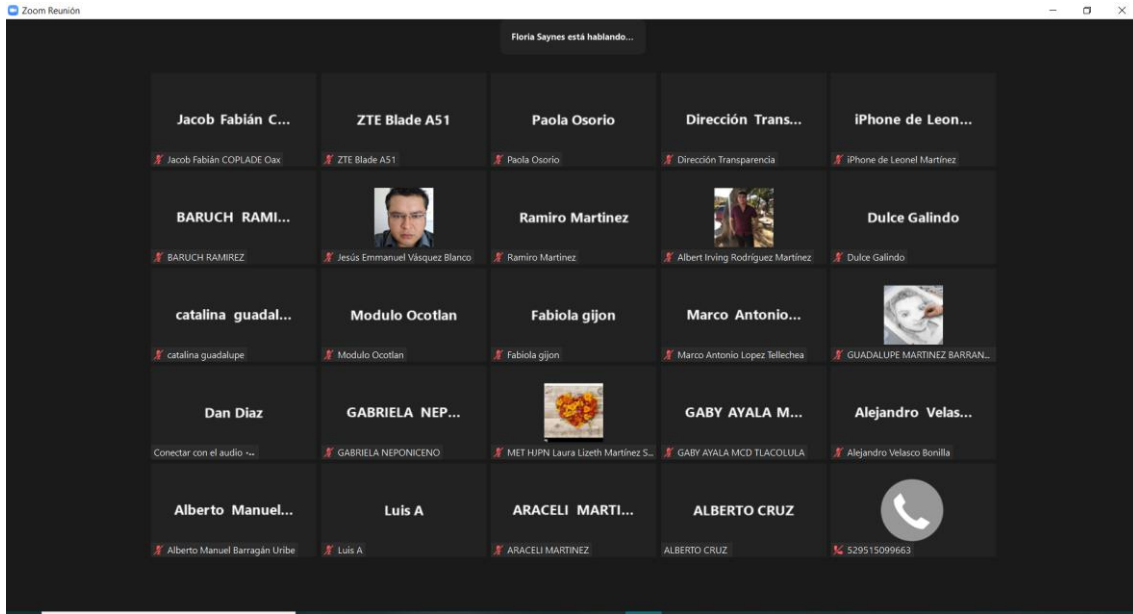 Zoom Reunión
Floria Saynes está hablando...
Jacob Fabián C...
ZTE Blade A51
Paola Osorio
Dirección Trans...
iPhone de Leon...
Jacob Fabián COPLADE Oax
ZTE Blade A51
Paola Osorio
Dirección Transparencia
iPhone de Leonel Martínez
BARUCH RAMI...
Ramiro Martinez
Dulce Galindo
BARUCH RAMIREZ
Jesús Emmanuel Vásquez Blanco
Ramiro Martinez
Albert Irving Rodríguez Martínez
Dulce Galindo
catalina guadal...
Modulo Ocotlan
Fabiola gijon
Marco Antonio...
catalina guadalupe
Modulo Ocotlan
Fabiola gijon
Marco Antonio Lopez Tellechea
GUADALUPE MARTINEZ BARRAN...
Dan Diaz
GABRIELA NEP...
GABY AYALA M...
Alejandro Velas...
Conectar con el audio ·...
GABRIELA NEPONICENO
MET HJPN Laura Lizeth Martínez S...
GABY AYALA MCD TLACOLULA
Alejandro Velasco Bonilla
Alberto Manuel...
Luis A
ARACELI MARTI...
ALBERTO CRUZ
Alberto Manuel Barragán Uribe
Luis A
ARACELI MARTINEZ
ALBERTO CRUZ
529515099663